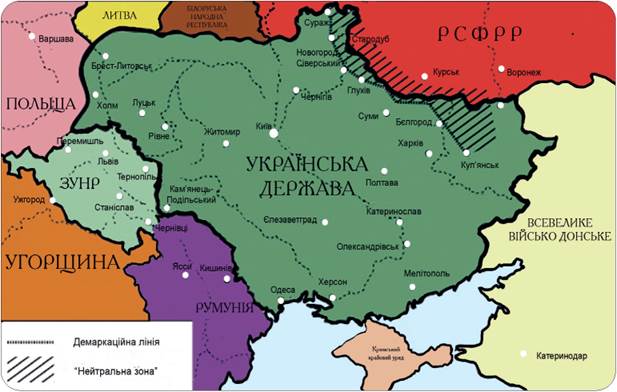 ЛИТВА
БІЛОРУСЬКА
НАРОДНА
РЕСПУБЛІКА
РСФРР
Варшава
ПОЛЬЩА
Сураж
Стародуб
Новгород
Сіверський
Курськ
Воронеж
Брест-Литовськ
Холм
Луцьк
Рівне
Житомир
Київ
Чернігів
Глухів
Суми
Бєлгород
Харків
Куп'янськ
Перемишль
Львів
Тернопіль
ЗУНР
Станіслав
Ужгород
Чернівці
Кам'янець-
Подільський
УКРАЇНСЬКА
ДЕРЖАВА
Полтава
Єлезаветград
Катеринослав
Олександрівськ
Мелітополь
Херсон
Одеса
ВСЕВЕЛИКЕ
ВІЙСЬКО ДОНСЬКЕ
УГОРЩИНА
Ясси
Кишинів
РУМУНІЯ
Кримський
крайовий уряд
Катеринодар
Демаркаційна лінія
"Нейтральна зона"